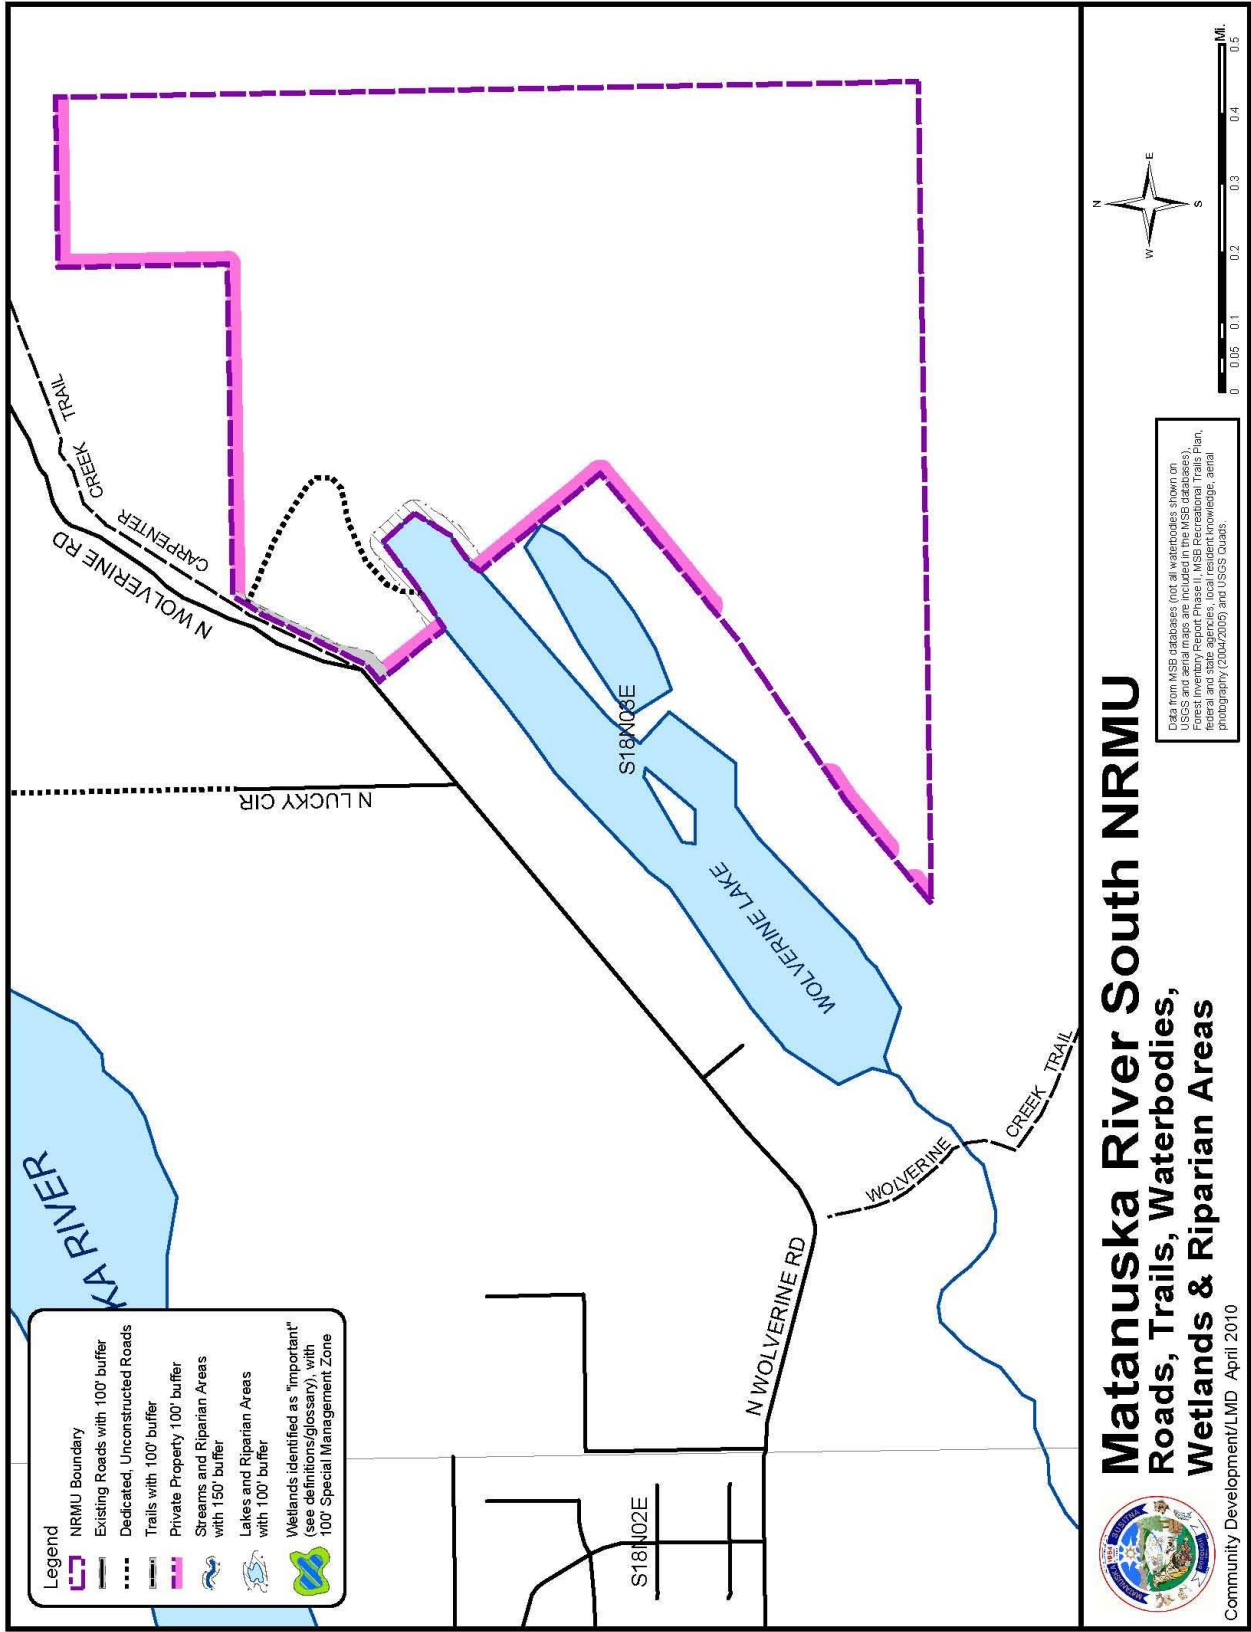 KA RIVER
Legend
NRMU Boundary
Existing Roads with 100' buffer
Dedicated, Unconstructed Roads
Trails with 100' buffer
Private Property 100' buffer
Streams and Riparian Areas
with 150' buffer
Lakes and Riparian Areas
with 100' buffer
Wetlands identified as "important"
(see definitions/glossary), with
100' Special Management Zone
N WOLVERINE RD
CARPENTER CREEK TRAIL
N LUCKY CIR
S18N03E
WOLVERINE LAKE
N WOLVERINE RD
WOLVERINE CREEK TRAIL
S18N02E
MATANUSKA SUSITNA
Matanuska River South NRMU
Roads, Trails, Waterbodies,
Wetlands & Riparian Areas
Community Development/LMD April 2010
Data from MSB databases (not all waterbodies shown on
USGS and aerial maps are included in the MSB databases),
Forest Inventory Report Phase II, MSB Recreational Trails Plan,
federal and state agencies, local resident knowledge, aerial
photography (2004/2005) and USGS Quads.
N
W E
S
0 0.05 0.1 0.2 0.3 0.4 0.5
Mi.